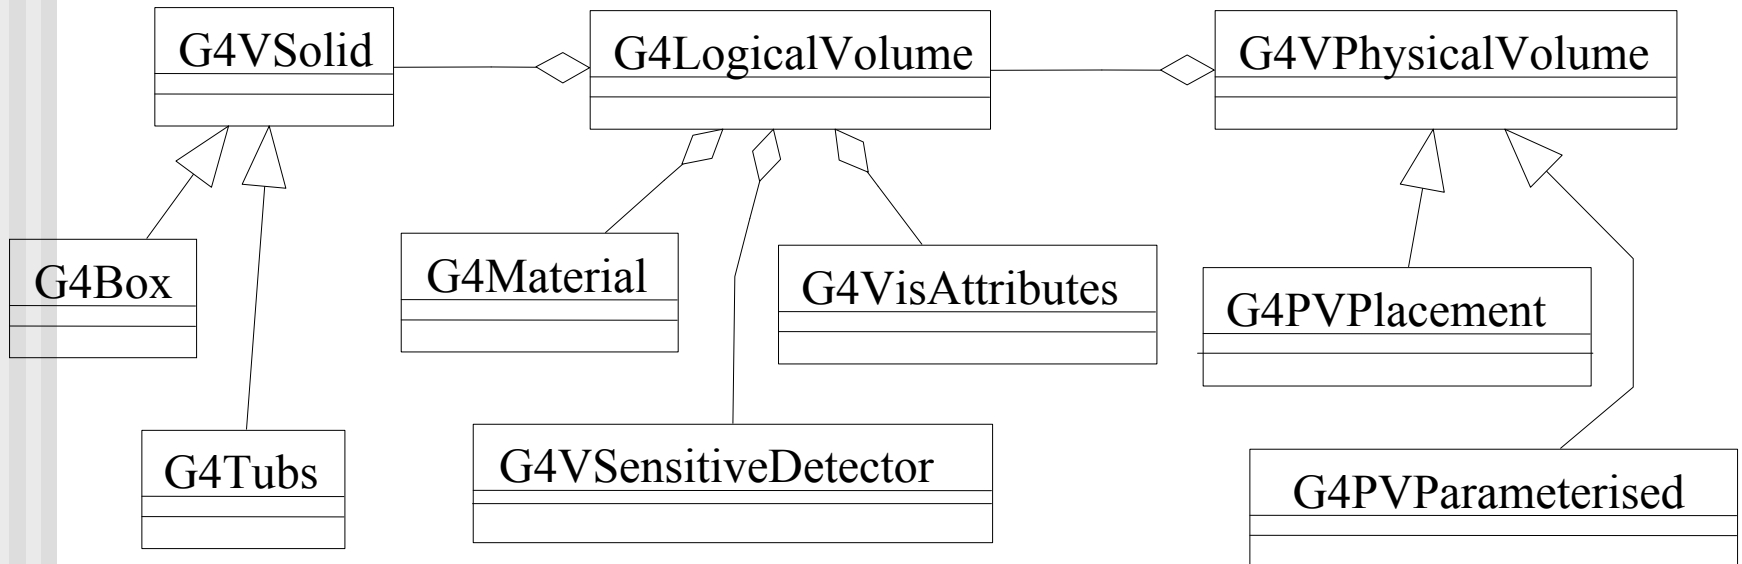 G4VSolid
G4LogicalVolume
G4VPhysicalVolume
G4Box
G4Material
G4VisAttributes
G4PVPlacement
G4Tubs
G4VSensitiveDetector
G4PVParameterised